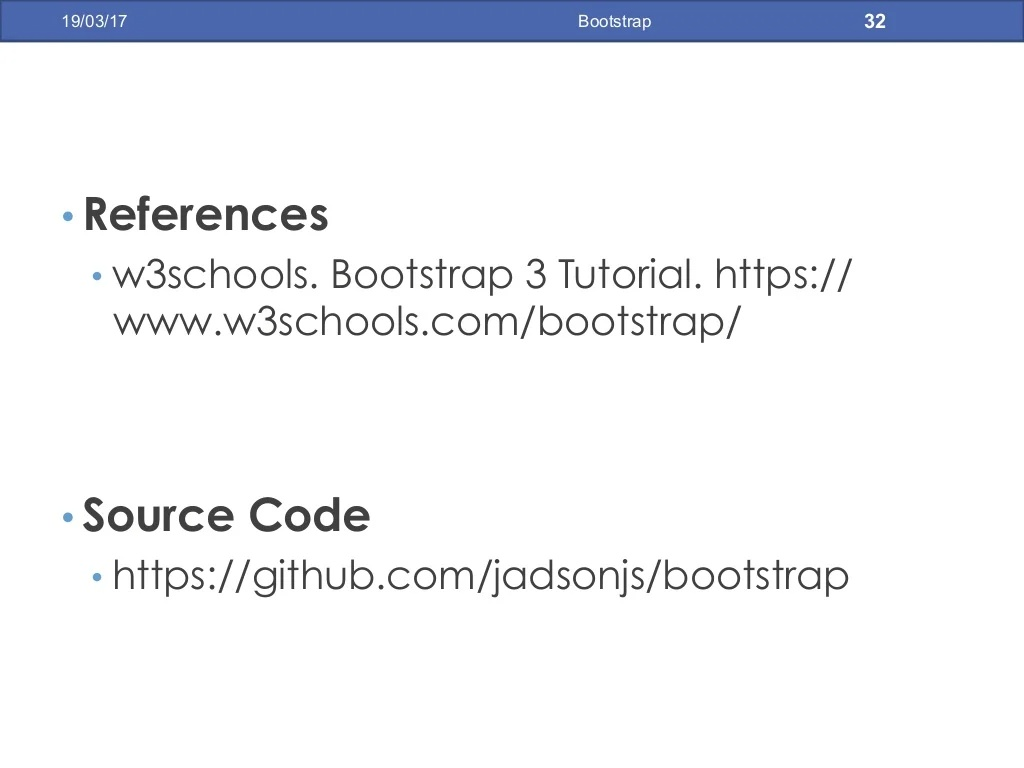 19/03/17 Bootstrap 32
• References
• w3schools. Bootstrap 3 Tutorial. https://
www.w3schools.com/bootstrap/
• Source Code
• https://github.com/jadsonjs/bootstrap